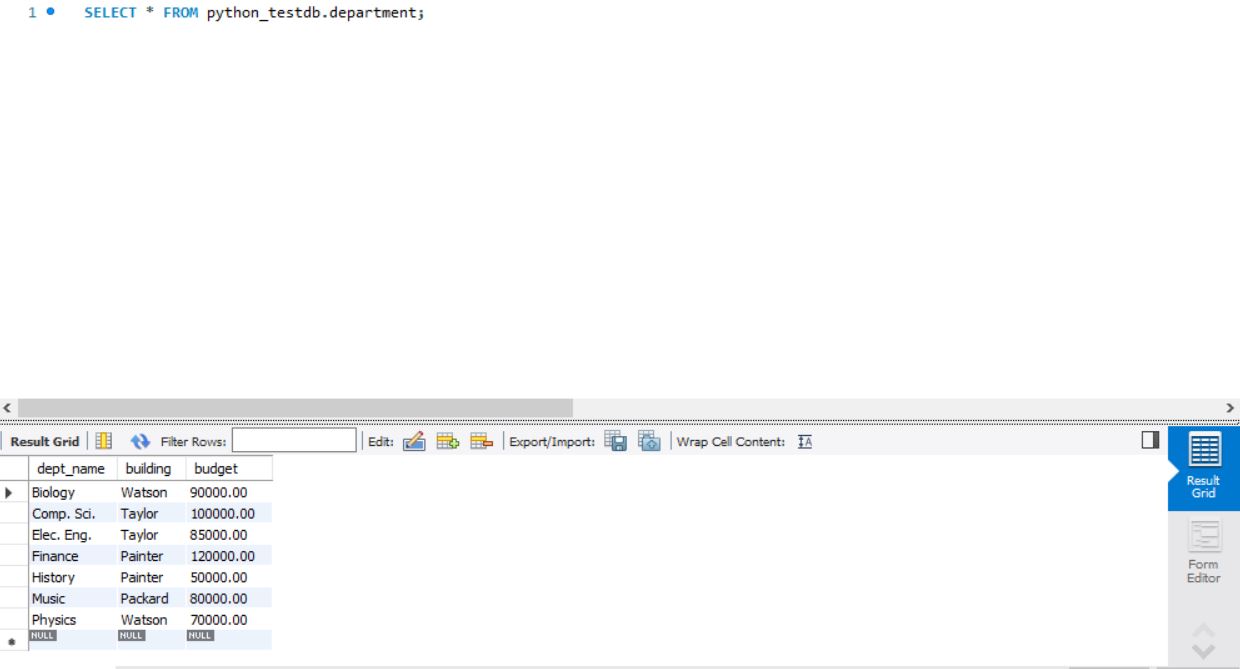 1 SELECT * FROM python_testdb.department;
Result Grid Filter Rows: Edit: Export/Import: Wrap Cell Content:
dept_name building budget
Biology Watson 90000.00
Comp. Sci. Taylor 100000.00
Elec. Eng. Taylor 85000.00
Finance Painter 120000.00
History Painter 50000.00
Music Packard 80000.00
Physics Watson 70000.00
NULL NULL NULL
Result
Grid
Form
Editor